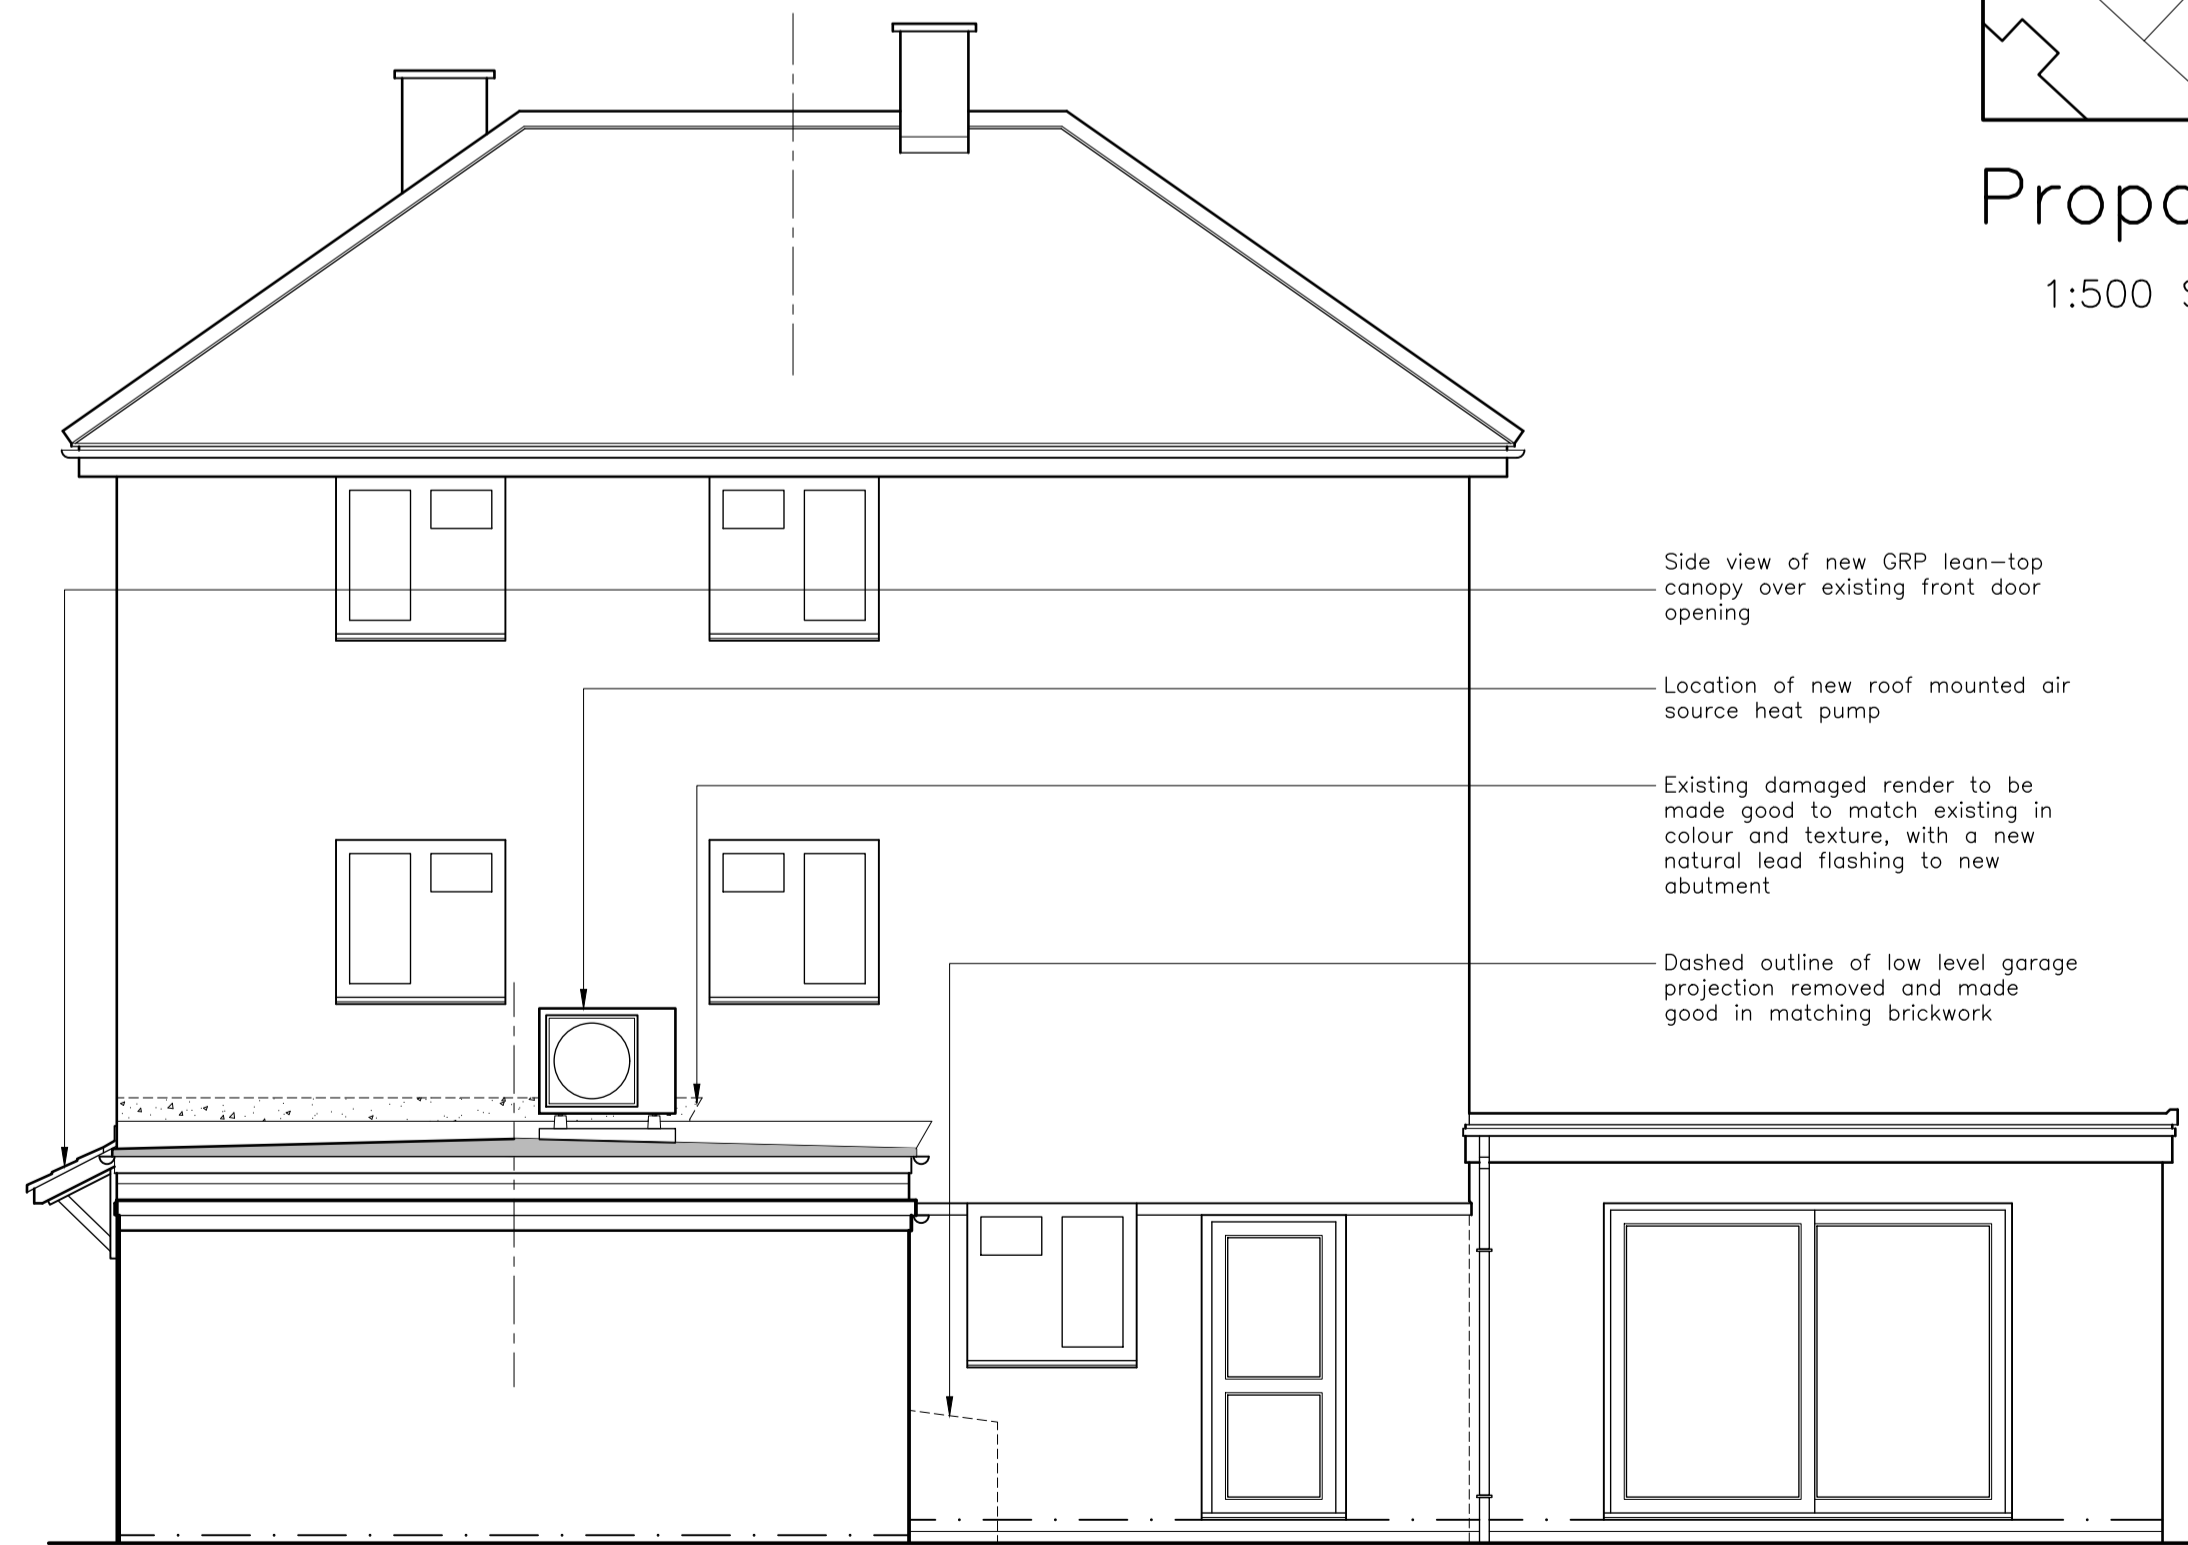 1:500
Side view of new GRP lean-top
canopy over existing front door
opening
Location of new roof mounted air
source heat pump
Existing damaged render to be
made good to match existing in
colour and texture, with a new
natural lead flashing to new
abutment
Dashed outline of low level garage
projection removed and made
good in matching brickwork